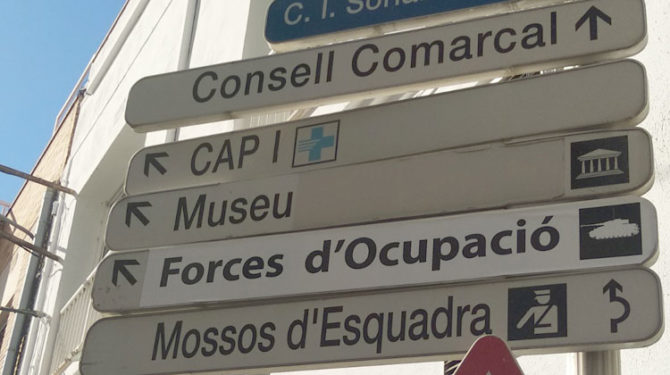 C. I. 
Consell Comarcal
CAP I
Museu
Forces d'Ocupació
Mossos d'Esquadra